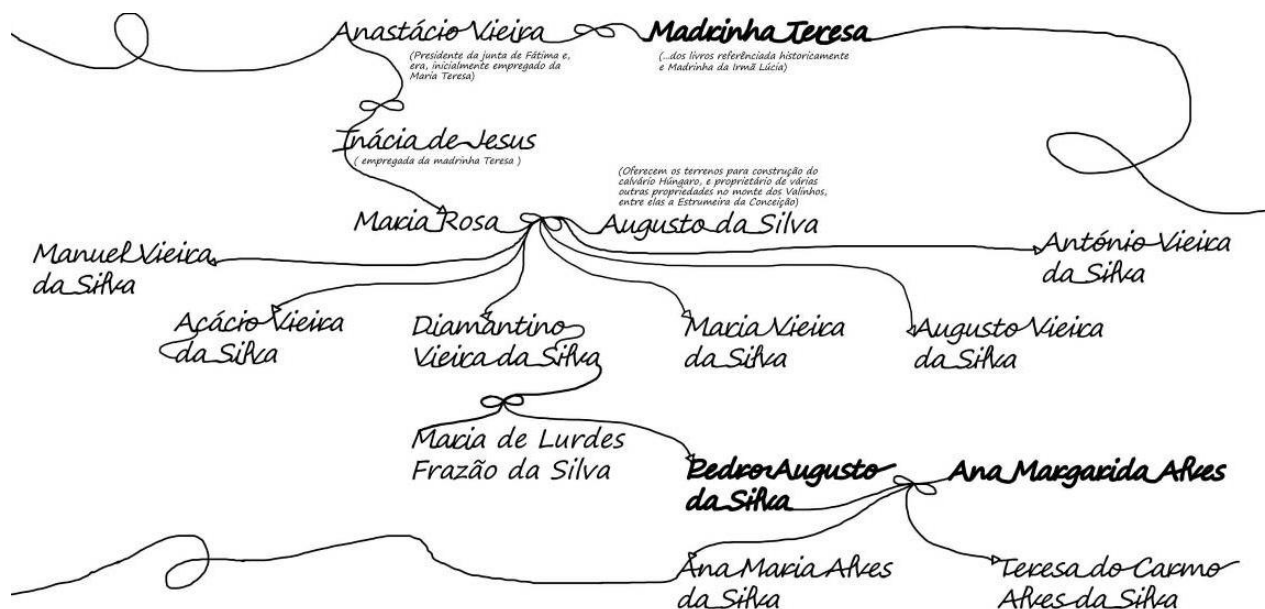 Anastácio Vieira
Madrinha Teresa
(Presidente da junta de Fátima e,
era, inicialmente empregado da
Maria Teresa)
(...dos livros referênciada historicamente
e Madrinha da Irmã Lúcia)
Inácia de Jesus
( empregada da madrinha Teresa )
(Oferecem os terrenos para construção do
calvário Húngaro, e proprietário de várias
outras propriedades no monte dos Valinhos,
entre elas a Estrumeira da Conceição)
Maria Rosa
Augusto da Silva
Manuel Vieira
da Silva
António Vieira
da Silva
Acácio Vieira
da Silva
Diamantino
Vieira da Silva
Maria Vieira
da Silva
Augusto Vieira
da Silva
Maria de Lurdes
Frazão da Silva
Pedro Augusto
da Silva
Ana Margarida Alves
Ana Maria Alves
da Silva
Teresa do Carmo
Alves da Silva